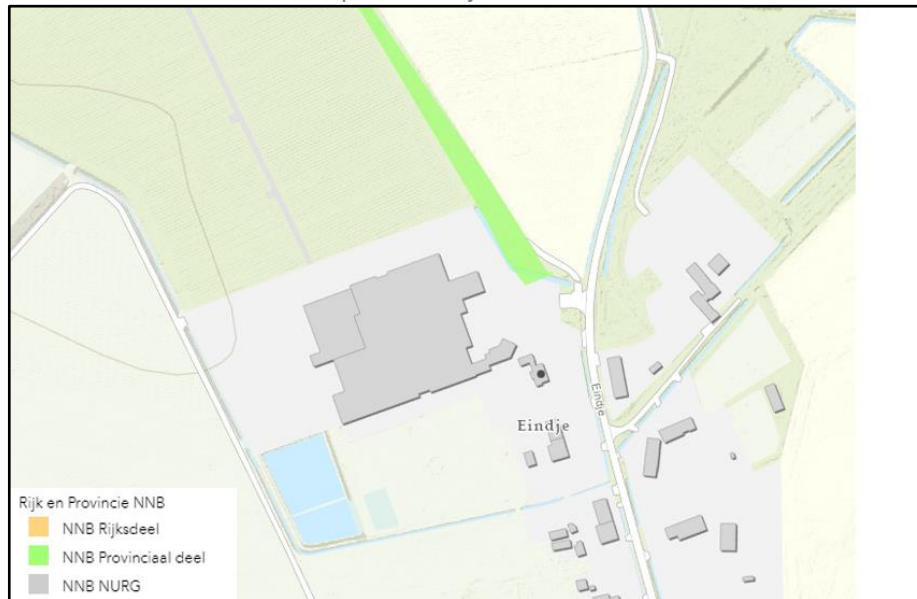 Eindje
Eindje
Rijk en Provincie NNB
NNB Rijksdeel
NNB Provinciaal deel
NNB NURG